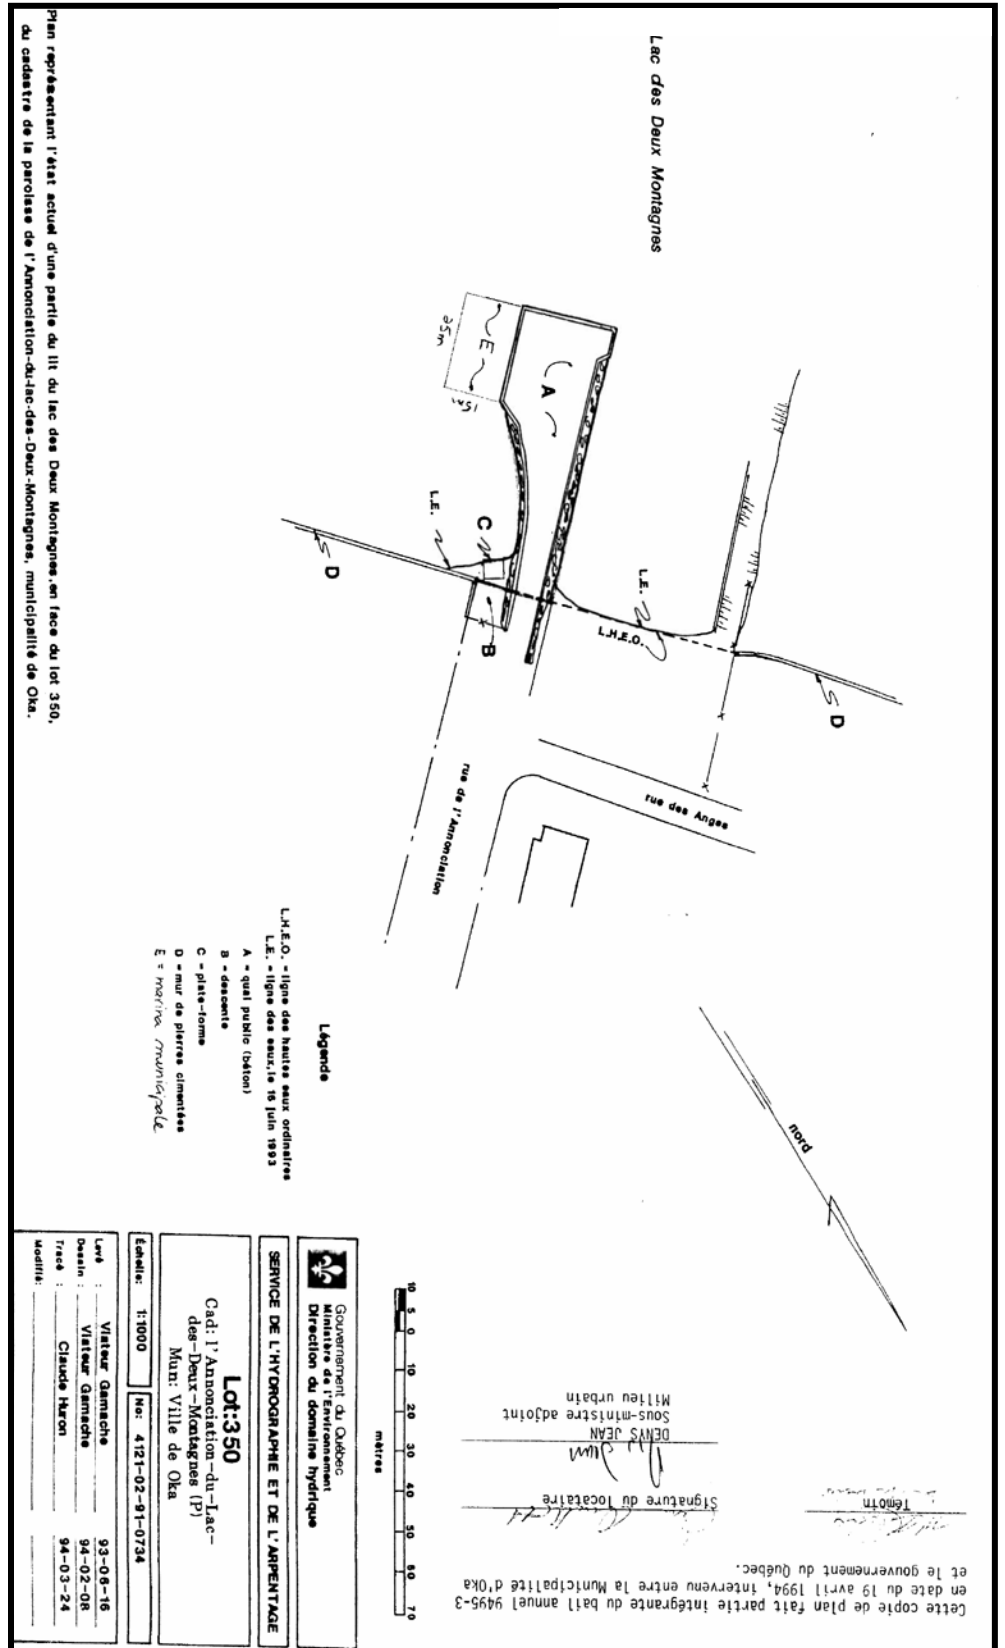 Lac des Deux Montagnes
Plan représentant l'état actuel d'une partie du lit du lac des Deux Montagnes, en face du lot 350,
du cadastre de la paroisse de l'Annonciation-du-lac-des-Deux-Montagnes, municipalité de Oka.
A
E
25m
15m
C
L.E.
D
B
L.E.
L.H.E.O.
D
rue des Anges
rue de l'Annonciation
nord
Légende
L.H.E.O. = ligne des hautes eaux ordinaires
L.E. = ligne des eaux, le 16 juin 1993
A = quai public (béton)
B = descente
C = plate-forme
D = mur de pierres cimentées
E = marina municipale
mètres
10 5 0 10 20 30 40 50 60 70
Gouvernement du Québec
Ministère de l'Environnement
Direction du domaine hydrique
SERVICE DE L'HYDROGRAPHIE ET DE L'ARPENTAGE
Lot:350
Cad: l'Annonciation-du-Lac-
des-Deux-Montagnes (P)
Mun: Ville de Oka
Échelle: 1:1000 No: 4121-02-91-0734
Levé : Viateur Gamache 93-06-16
Dessin : Viateur Gamache 94-02-08
Tracé : Claude Huron 94-03-24
Modifié:
Cette copie de plan fait partie intégrante du bail annuel 9495-3
en date du 19 avril 1994, intervenu entre la Municipalité d'Oka
et le gouvernement du Québec.
Témoin
Signature du locataire
DENYS JEAN
Sous-ministre adjoint
Milieu urbain